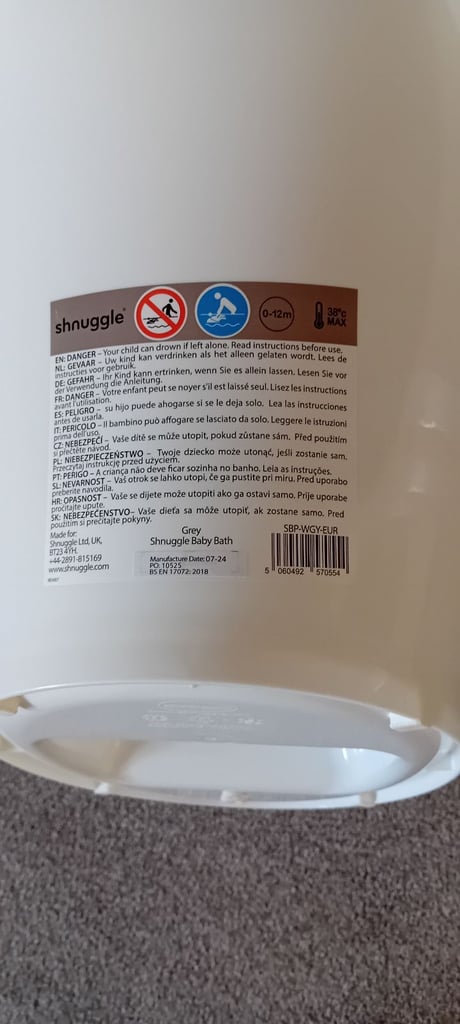 shnuggle®
0-12m
38°c
MAX
EN: DANGER – Your child can drown if left alone. Read instructions before use.
NL: GEVAAR – Uw kind kan verdrinken als het alleen gelaten wordt. Lees de
instructies voor gebruik.
DE: GEFAHR – Ihr Kind kann ertrinken, wenn Sie es allein lassen. Lesen Sie vor
der Verwendung die Anleitung.
FR: DANGER – Votre enfant peut se noyer s'il est laissé seul. Lisez les instructions
avant l'utilisation.
ES: PELIGRO – su hijo puede ahogarse si se le deja solo. Lea las instrucciones
antes de usarla.
IT: PERICOLO – Il bambino può affogare se lasciato da solo. Leggere le istruzioni
prima dell'uso.
CZ: NEBEZPEČÍ – Vaše dítě se může utopit, pokud zůstane sám. Před použitím
si přečtěte návod.
PL: NIEBEZPIECZEŃSTWO – Twoje dziecko może utonąć, jeśli zostanie sam.
Przeczytaj instrukcję przed użyciem.
PT: PERIGO – A criança não deve ficar sozinha no banho. Leia as instruções.
SL: NEVARNOST – Vaš otrok se lahko utopi, če ga pustite pri miru. Pred uporabo
preberite navodila.
HR: OPASNOST – Vaše se dijete može utopiti ako ga ostavi samo. Prije uporabe
pročitajte upute.
SK: NEBEZPEČENSTVO– Vaše dieťa sa môže utopiť, ak zostane samo. Pred
použitím si prečítajte pokyny.
Made for:
Shnuggle Ltd, UK,
BT23 4YH.
+44-2891-815169
www.shnuggle.com
Grey
Shnuggle Baby Bath
Manufacture Date: 07-24
PO: 10525
BS EN 17072: 2018
SBP-WGY-EUR
5 060492 570554